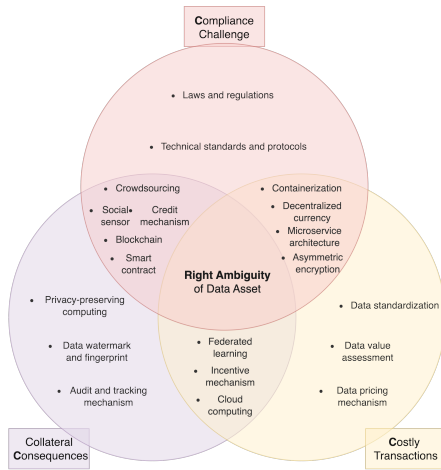 Compliance
Challenge
• Laws and regulations
• Technical standards and protocols
• Crowdsourcing
• Social sensor
• Credit mechanism
• Blockchain
• Smart
contract
• Containerization
• Decentralized
currency
• Microservice
architecture
• Asymmetric
encryption
Right Ambiguity
of Data Asset
• Privacy-preserving
computing
• Data watermark
and fingerprint
• Audit and tracking
mechanism
• Federated
learning
• Incentive
mechanism
• Cloud
computing
• Data standardization
• Data value
assessment
• Data pricing
mechanism
Collateral
Consequences
Costly
Transactions